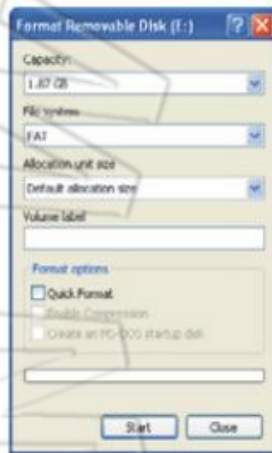 Format Removable Disk (E:)
Capacity:
1.87 GB
File system
FAT
Allocation unit size
Default allocation size
Volume label
Format options
Quick Format
Enable Compression
Create an MS-DOS startup disk
Start
Close